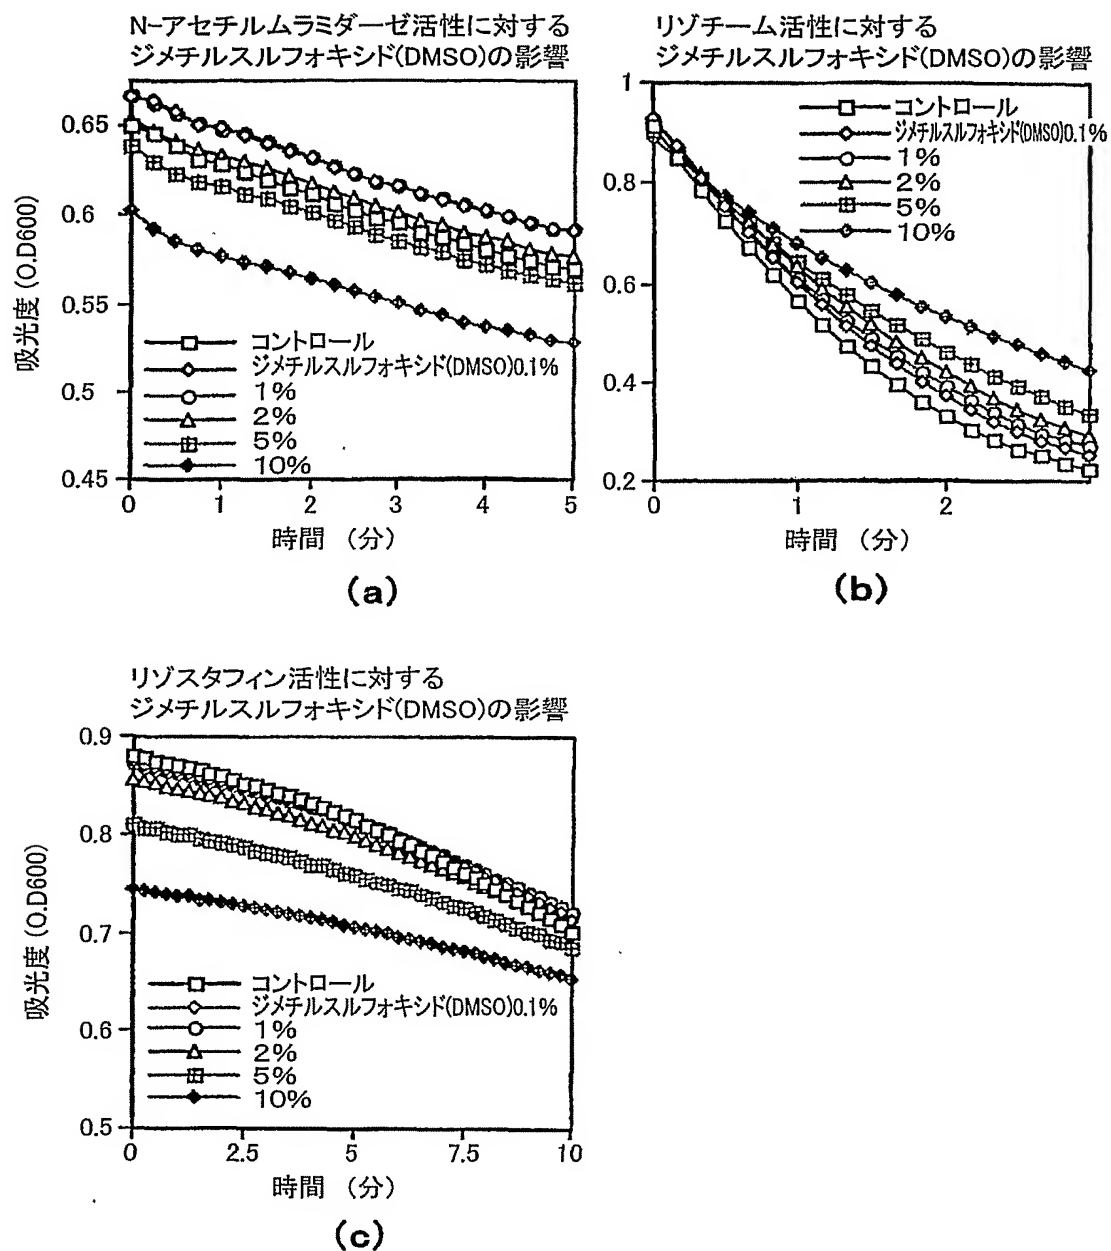 N-アセチルムラミダーゼ活性に対する
ジメチルスルフォキシド(DMSO)の影響
吸光度 (O.D600)
0.65
0.6
0.55
0.5
0.45
コントロール
ジメチルスルフォキシド(DMSO)0.1%
1%
2%
5%
10%
0 1 2 3 4 5
時間 (分)
(a)
リゾチーム活性に対する
ジメチルスルフォキシド(DMSO)の影響
1
0.8
0.6
0.4
0.2
コントロール
ジメチルスルフォキシド(DMSO)0.1%
1%
2%
5%
10%
0 1 2
時間 (分)
(b)
リゾスタフィン活性に対する
ジメチルスルフォキシド(DMSO)の影響
吸光度 (O.D600)
0.9
0.8
0.7
0.6
0.5
コントロール
ジメチルスルフォキシド(DMSO)0.1%
1%
2%
5%
10%
0 2.5 5 7.5 10
時間 (分)
(c)